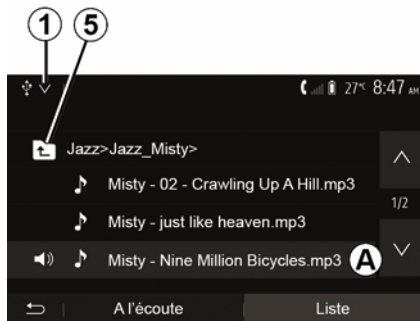 1 5
27°C 8:47 AM
Jazz>Jazz_Misty>
Misty - 02 - Crawling Up A Hill.mp3
1/2
Misty - just like heaven.mp3
Misty - Nine Million Bicycles.mp3 A
A l'écoute Liste